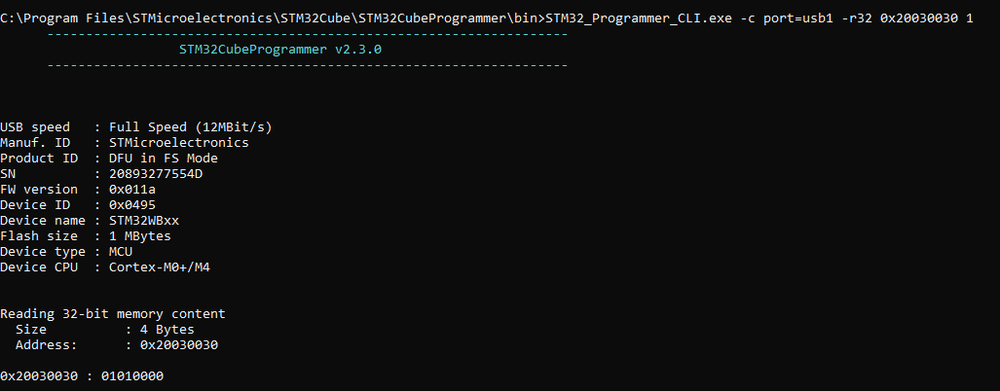 C:\Program Files\STMicroelectronics\STM32Cube\STM32CubeProgrammer\bin>STM32_Programmer_CLI.exe -c port=usb1 -r32 0x20030030 1
-------------------------------------------------------------------
STM32CubeProgrammer v2.3.0
-------------------------------------------------------------------
USB speed   : Full Speed (12MBit/s)
Manuf. ID   : STMicroelectronics
Product ID  : DFU in FS Mode
SN          : 20893277554D
FW version  : 0x011a
Device ID   : 0x0495
Device name : STM32WBxx
Flash size  : 1 MBytes
Device type : MCU
Device CPU  : Cortex-M0+/M4
Reading 32-bit memory content
  Size          : 4 Bytes
  Address:      : 0x20030030
0x20030030 : 01010000